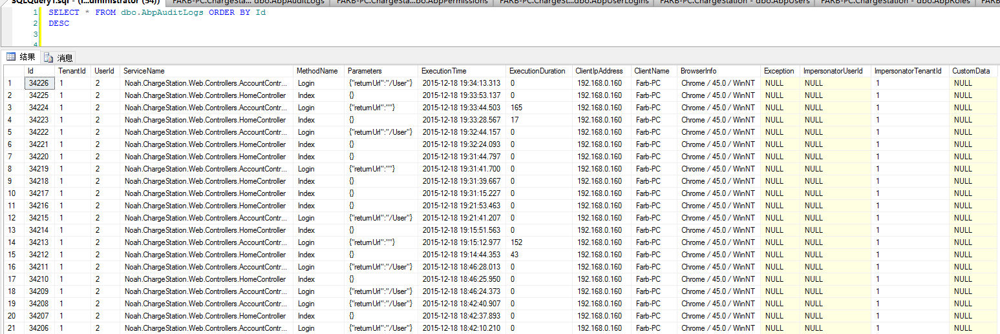 SQLQuery1.sql - (l...dministrator (54)) FARB-PC.ChargeSta... dbo.AbpAuditLogs FARB-PC.ChargeSta...bo.AbpPermissions FARB-PC.ChargeSt...dbo.AbpUserLogins FARB-PC.ChargeStation - dbo.AbpUsers FARB-PC.ChargeStation - dbo.AbpRoles FARB
1 SELECT * FROM dbo.AbpAuditLogs ORDER BY Id
2 DESC
3
4
结果 消息
Id TenantId UserId ServiceName MethodName Parameters ExecutionTime ExecutionDuration ClientIpAddress ClientName BrowserInfo Exception ImpersonatorUserId ImpersonatorTenantId CustomData
1 34226 1 2 Noah.ChargeStation.Web.Controllers.AccountContr... Login {"returnUrl":"/User"} 2015-12-18 19:34:13.313 0 192.168.0.160 Farb-PC Chrome / 45.0 / WinNT NULL NULL 1 NULL
2 34225 1 2 Noah.ChargeStation.Web.Controllers.HomeController Index {} 2015-12-18 19:33:53.137 0 192.168.0.160 Farb-PC Chrome / 45.0 / WinNT NULL NULL 1 NULL
3 34224 1 2 Noah.ChargeStation.Web.Controllers.AccountContr... Login {"returnUrl":""} 2015-12-18 19:33:44.503 165 192.168.0.160 Farb-PC Chrome / 45.0 / WinNT NULL NULL 1 NULL
4 34223 1 2 Noah.ChargeStation.Web.Controllers.HomeController Index {} 2015-12-18 19:33:28.567 17 192.168.0.160 Farb-PC Chrome / 45.0 / WinNT NULL NULL 1 NULL
5 34222 1 2 Noah.ChargeStation.Web.Controllers.AccountContr... Login {"returnUrl":"/User"} 2015-12-18 19:32:44.157 0 192.168.0.160 Farb-PC Chrome / 45.0 / WinNT NULL NULL 1 NULL
6 34221 1 2 Noah.ChargeStation.Web.Controllers.HomeController Index {} 2015-12-18 19:32:24.093 0 192.168.0.160 Farb-PC Chrome / 45.0 / WinNT NULL NULL 1 NULL
7 34220 1 2 Noah.ChargeStation.Web.Controllers.HomeController Index {} 2015-12-18 19:31:44.797 0 192.168.0.160 Farb-PC Chrome / 45.0 / WinNT NULL NULL 1 NULL
8 34219 1 2 Noah.ChargeStation.Web.Controllers.AccountContr... Login {"returnUrl":""} 2015-12-18 19:31:41.700 0 192.168.0.160 Farb-PC Chrome / 45.0 / WinNT NULL NULL 1 NULL
9 34218 1 2 Noah.ChargeStation.Web.Controllers.HomeController Index {} 2015-12-18 19:31:39.667 0 192.168.0.160 Farb-PC Chrome / 45.0 / WinNT NULL NULL 1 NULL
10 34217 1 2 Noah.ChargeStation.Web.Controllers.HomeController Index {} 2015-12-18 19:31:15.227 0 192.168.0.160 Farb-PC Chrome / 45.0 / WinNT NULL NULL 1 NULL
11 34216 1 2 Noah.ChargeStation.Web.Controllers.HomeController Index {} 2015-12-18 19:21:53.463 0 192.168.0.160 Farb-PC Chrome / 45.0 / WinNT NULL NULL 1 NULL
12 34215 1 2 Noah.ChargeStation.Web.Controllers.AccountContr... Login {"returnUrl":"/User"} 2015-12-18 19:21:41.207 0 192.168.0.160 Farb-PC Chrome / 45.0 / WinNT NULL NULL 1 NULL
13 34214 1 2 Noah.ChargeStation.Web.Controllers.HomeController Index {} 2015-12-18 19:15:51.563 0 192.168.0.160 Farb-PC Chrome / 45.0 / WinNT NULL NULL 1 NULL
14 34213 1 2 Noah.ChargeStation.Web.Controllers.AccountContr... Login {"returnUrl":""} 2015-12-18 19:15:12.977 152 192.168.0.160 Farb-PC Chrome / 45.0 / WinNT NULL NULL 1 NULL
15 34212 1 2 Noah.ChargeStation.Web.Controllers.HomeController Index {} 2015-12-18 19:14:44.353 43 192.168.0.160 Farb-PC Chrome / 45.0 / WinNT NULL NULL 1 NULL
16 34211 1 2 Noah.ChargeStation.Web.Controllers.AccountContr... Login {"returnUrl":"/User"} 2015-12-18 18:46:28.013 0 192.168.0.160 Farb-PC Chrome / 45.0 / WinNT NULL NULL 1 NULL
17 34210 1 2 Noah.ChargeStation.Web.Controllers.HomeController Index {} 2015-12-18 18:46:25.950 0 192.168.0.160 Farb-PC Chrome / 45.0 / WinNT NULL NULL 1 NULL
18 34209 1 2 Noah.ChargeStation.Web.Controllers.AccountContr... Login {"returnUrl":"/User"} 2015-12-18 18:46:24.373 0 192.168.0.160 Farb-PC Chrome / 45.0 / WinNT NULL NULL 1 NULL
19 34208 1 2 Noah.ChargeStation.Web.Controllers.AccountContr... Login {"returnUrl":"/User"} 2015-12-18 18:42:40.907 0 192.168.0.160 Farb-PC Chrome / 45.0 / WinNT NULL NULL 1 NULL
20 34207 1 2 Noah.ChargeStation.Web.Controllers.HomeController Index {} 2015-12-18 18:42:37.893 0 192.168.0.160 Farb-PC Chrome / 45.0 / WinNT NULL NULL 1 NULL
21 34206 1 2 Noah.ChargeStation.Web.Controllers.AccountContr... Login {"returnUrl":"/User"} 2015-12-18 18:42:10.210 0 192.168.0.160 Farb-PC Chrome / 45.0 / WinNT NULL NULL 1 NULL